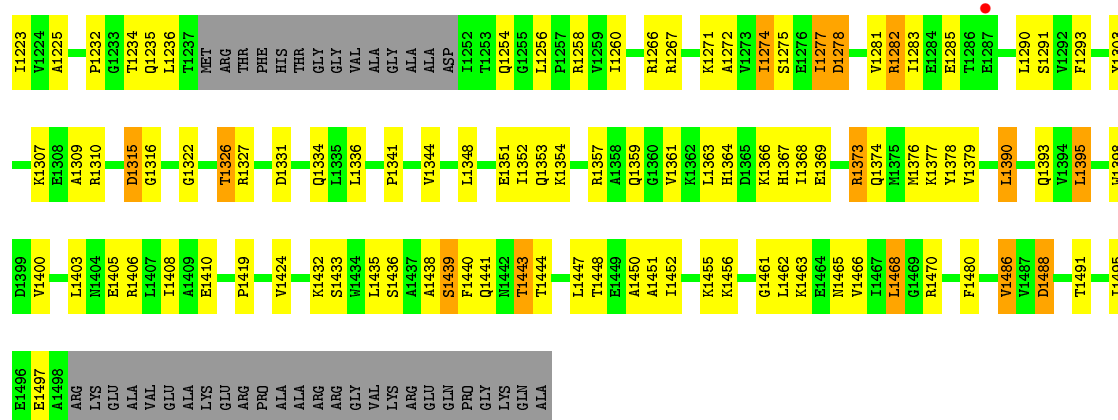 I1223 V1224 A1225 P1232 G1233 T1234 Q1235 L1236 T1237 MET ARG THR PHE HIS THR GLY GLY VAL ALA GLY ALA ALA ASP I1252 T1253 Q1254 G1255 L1256 P1257 R1258 V1259 I1260 R1266 R1267 K1271 A1272 V1273 I1274 S1275 E1276 I1277 D1278 V1281 R1282 I1283 E1284 E1285 T1286 E1287 L1290 S1291 V1292 F1293 Y1303
K1307 E1308 A1309 R1310 D1315 G1316 G1322 T1326 R1327 D1331 Q1334 L1335 L1336 P1341 V1344 L1348 E1351 I1352 Q1353 K1354 R1357 A1358 Q1359 G1360 V1361 K1362 L1363 H1364 D1365 K1366 H1367 I1368 E1369 R1373 Q1374 M1375 M1376 K1377 Y1378 V1379 L1390 Q1393 V1394 L1395 W1398
D1399 V1400 L1403 N1404 E1405 R1406 L1407 I1408 A1409 E1410 P1419 V1424 K1432 S1433 W1434 L1435 S1436 A1437 A1438 S1439 F1440 Q1441 N1442 T1443 T1444 L1447 T1448 E1449 A1450 A1451 I1452 K1455 K1456 G1461 L1462 K1463 E1464 N1465 V1466 I1467 L1468 G1469 R1470 F1480 V1486 V1487 D1488 T1491 I1495
E1496 E1497 A1498 ARG LYS GLU ALA VAL GLU ALA LYS GLU ARG PRO ALA ALA THR ALA ARG ARG GLY VAL LYS ARG GLU GLN PRO GLY LYS GLN ALA